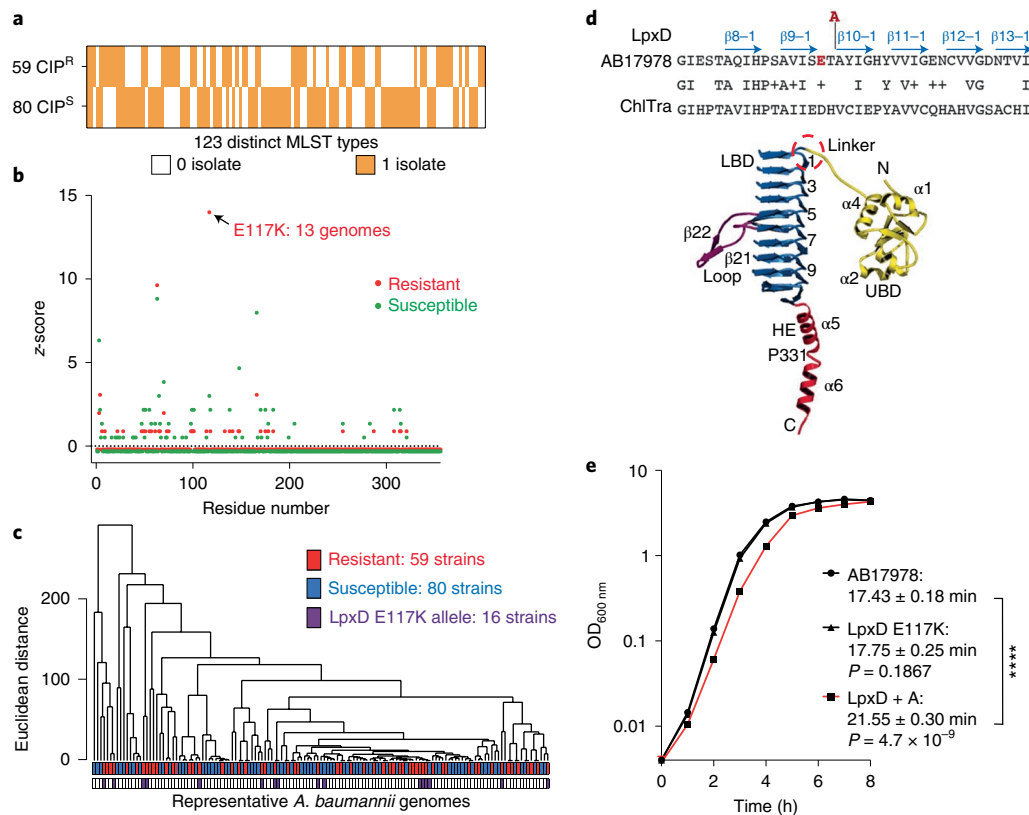 a
59 CIP^R
80 CIP^S
123 distinct MLST types
0 isolate
1 isolate
b
15
10
5
0
z-score
E117K: 13 genomes
Resistant
Susceptible
0
100
200
300
Residue number
c
Resistant: 59 strains
Susceptible: 80 strains
LpxD E117K allele: 16 strains
200
100
0
Euclidean distance
Representative A. baumannii genomes
d
A
LpxD
β8–1
β9–1
β10–1
β11–1
β12–1
β13–1
AB17978
GIESTAQIHPSAVISETAYIGHYVVIGENCVVGDNTVI
GI TA IHP+A+I + I Y V+ ++ VG I
ChlTra
GIHPTAVIHPTAIIEDHVCIEPYAVVCQHAHVGSACHI
LBD
Linker
1
N
3
α4
α1
5
β22
7
β21
Loop
9
α2
UBD
HE
α5
P331
α6
C
e
10
1
0.1
0.01
OD600 nm
AB17978:
17.43 ± 0.18 min
LpxD E117K:
17.75 ± 0.25 min
P = 0.1867
LpxD + A:
21.55 ± 0.30 min
P = 4.7 × 10^–9
****
0
2
4
6
8
Time (h)